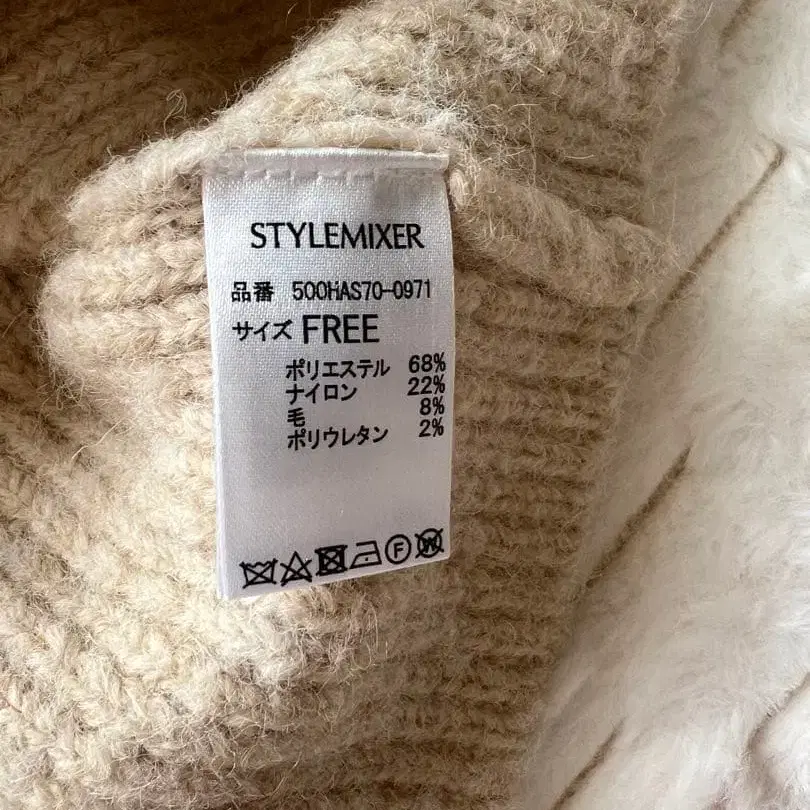 STYLEMIXER
品番 500HAS70-0971
サイズ FREE
ポリエステル 68%
ナイロン 22%
毛 8%
ポリウレタン 2%
F W